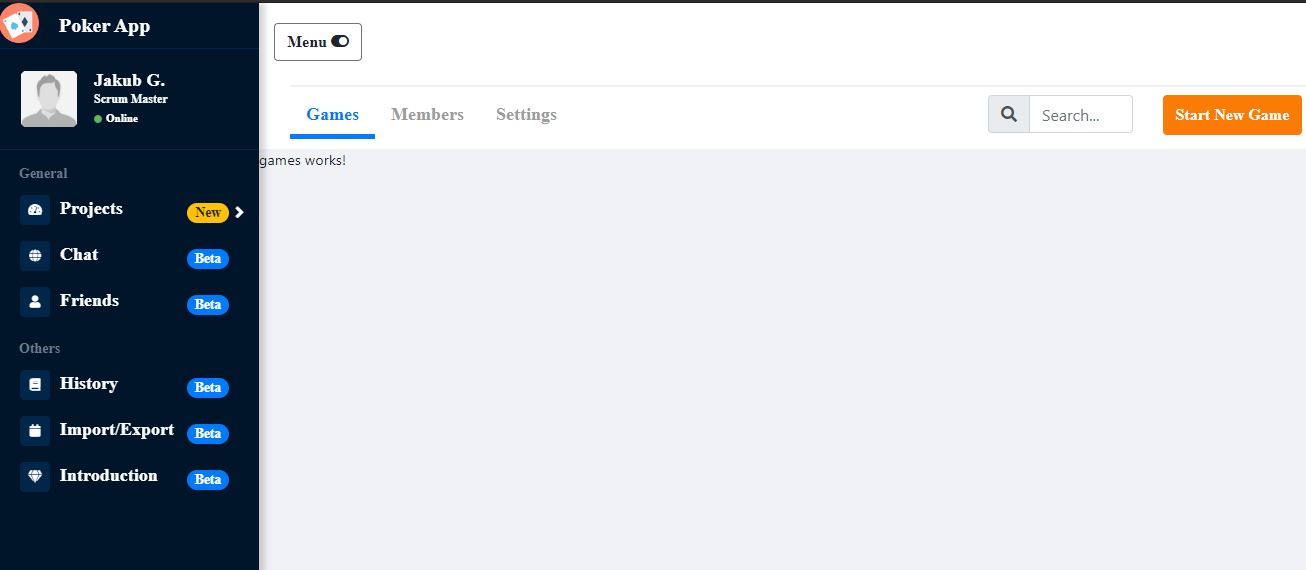 Poker App
Jakub G.
Scrum Master
Online
General
Projects New
Chat Beta
Friends Beta
Others
History Beta
Import/Export Beta
Introduction Beta
Menu
Games Members Settings Search... Start New Game
games works!